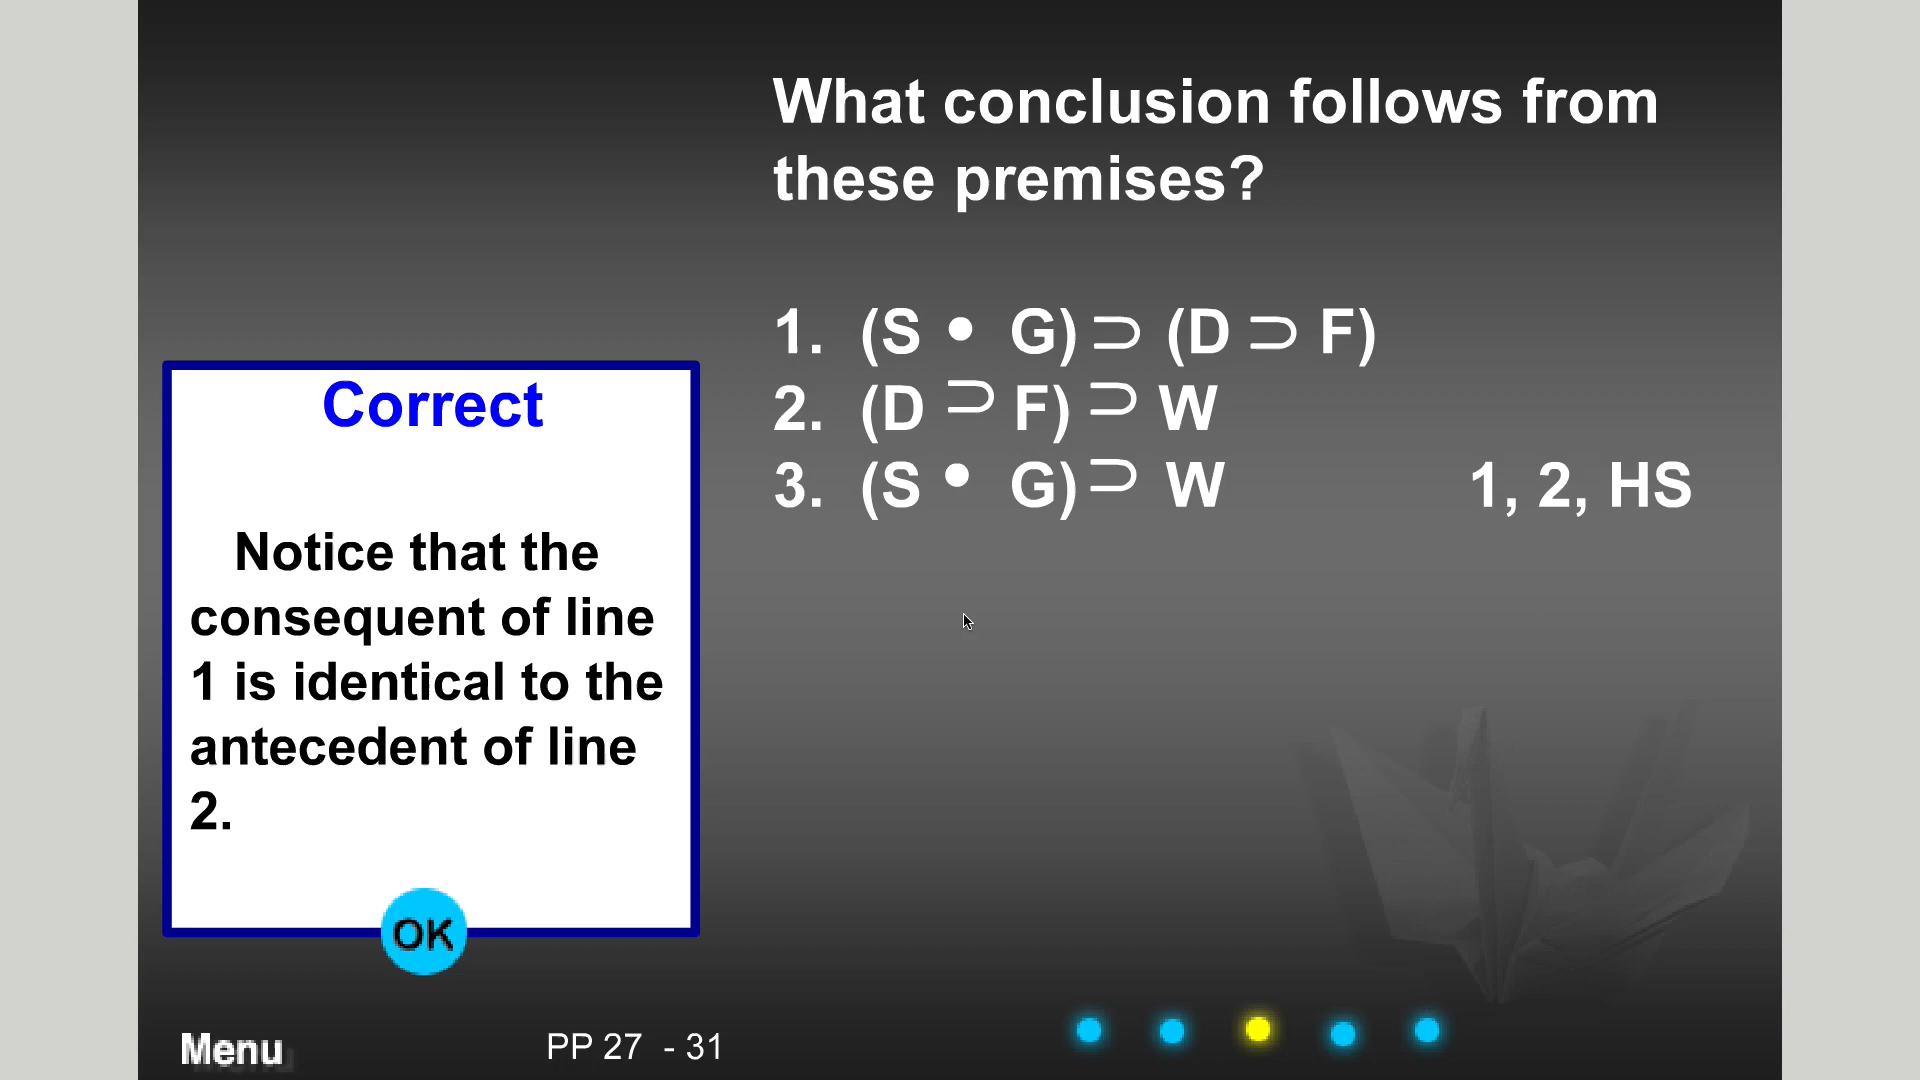 What conclusion follows from
these premises?
1. (S • G) ⊃ (D ⊃ F)
2. (D ⊃ F) ⊃ W
3. (S • G) ⊃ W 1, 2, HS
Correct
Notice that the
consequent of line
1 is identical to the
antecedent of line
2.
OK
Menu
PP 27 - 31